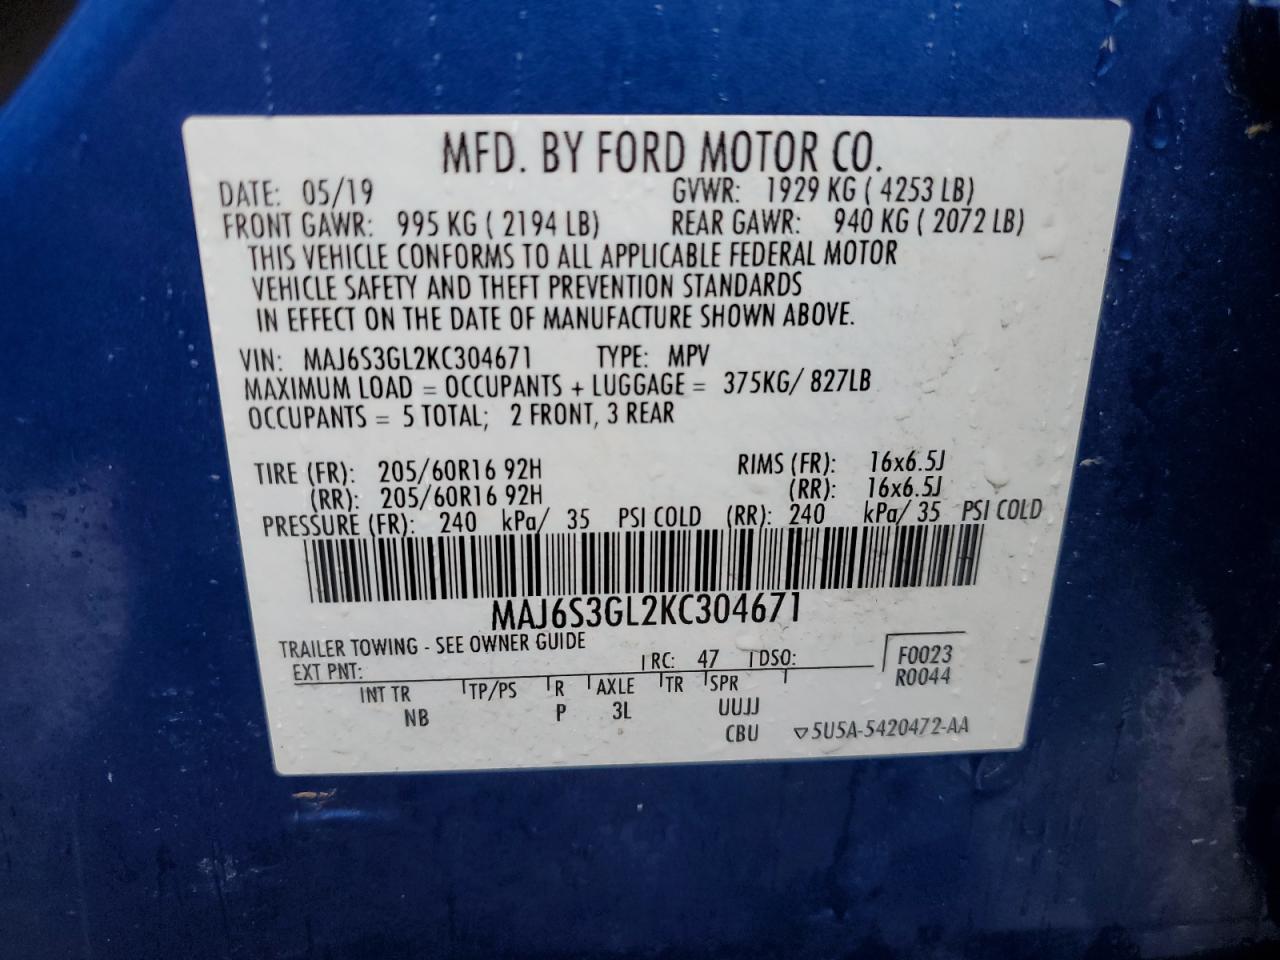 MFD. BY FORD MOTOR CO.
DATE: 05/19 GVWR: 1929 KG ( 4253 LB)
FRONT GAWR: 995 KG ( 2194 LB) REAR GAWR: 940 KG ( 2072 LB)
THIS VEHICLE CONFORMS TO ALL APPLICABLE FEDERAL MOTOR
VEHICLE SAFETY AND THEFT PREVENTION STANDARDS
IN EFFECT ON THE DATE OF MANUFACTURE SHOWN ABOVE.
VIN: MAJ6S3GL2KC304671 TYPE: MPV
MAXIMUM LOAD = OCCUPANTS + LUGGAGE = 375KG/ 827LB
OCCUPANTS = 5 TOTAL; 2 FRONT, 3 REAR
TIRE (FR): 205/60R16 92H RIMS (FR): 16x6.5J
(RR): 205/60R16 92H (RR): 16x6.5J
PRESSURE (FR): 240 kPa/ 35 PSI COLD (RR): 240 kPa/ 35 PSI COLD
MAJ6S3GL2KC304671
TRAILER TOWING - SEE OWNER GUIDE
EXT PNT: RC: 47 DSO: F0023
R0044
INT TR TP/PS R AXLE TR SPR
NB P 3L UUJJ
CBU ▽5U5A-5420472-AA